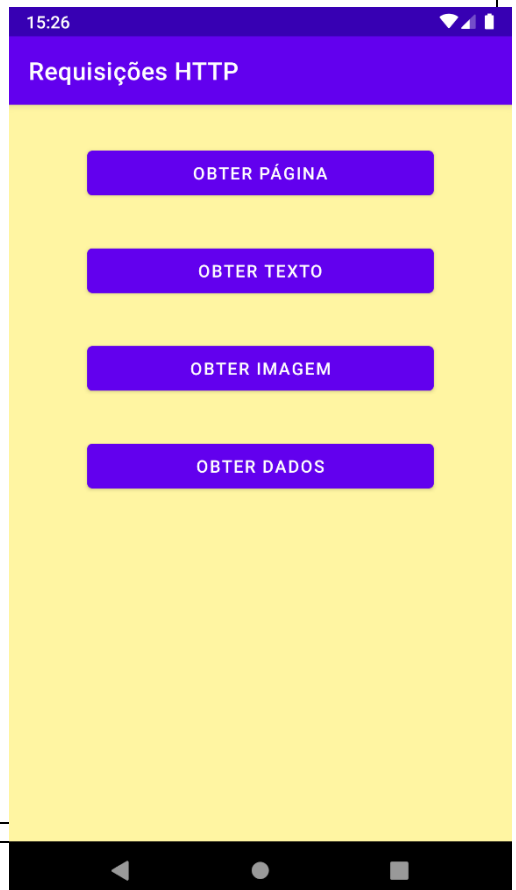 15:26
Requisições HTTP
OBTER PÁGINA
OBTER TEXTO
OBTER IMAGEM
OBTER DADOS